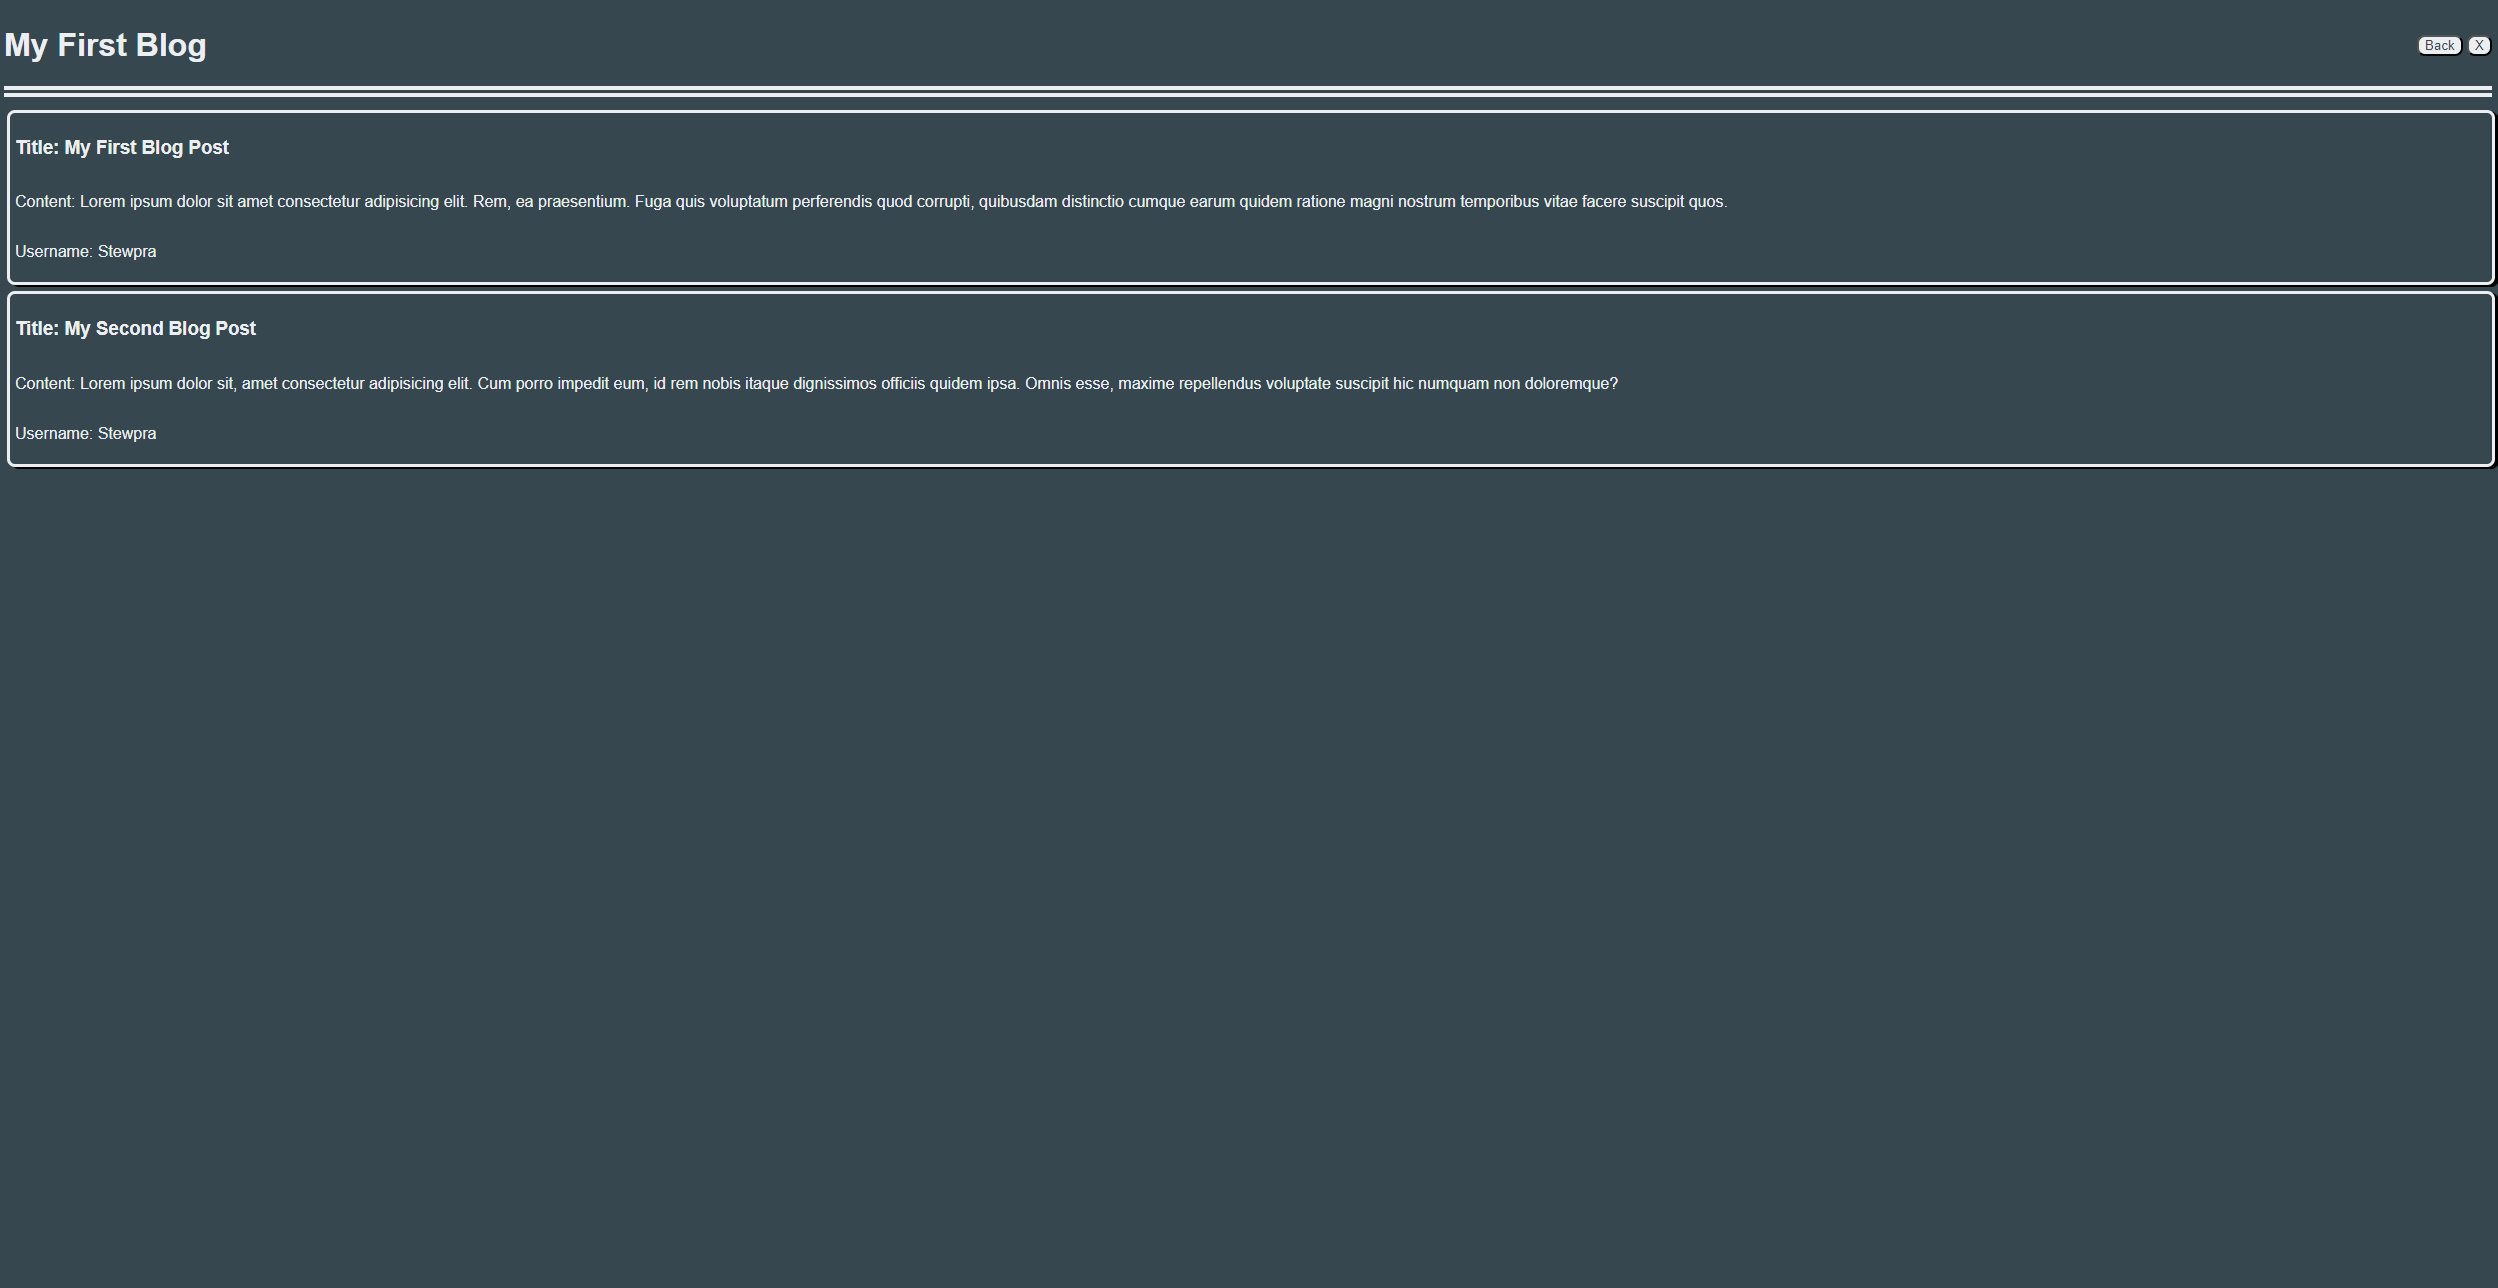 My First Blog
Back X
Title: My First Blog Post
Content: Lorem ipsum dolor sit amet consectetur adipisicing elit. Rem, ea praesentium. Fuga quis voluptatum perferendis quod corrupti, quibusdam distinctio cumque earum quidem ratione magni nostrum temporibus vitae facere suscipit quos.
Username: Stewpra
Title: My Second Blog Post
Content: Lorem ipsum dolor sit, amet consectetur adipisicing elit. Cum porro impedit eum, id rem nobis itaque dignissimos officiis quidem ipsa. Omnis esse, maxime repellendus voluptate suscipit hic numquam non doloremque?
Username: Stewpra